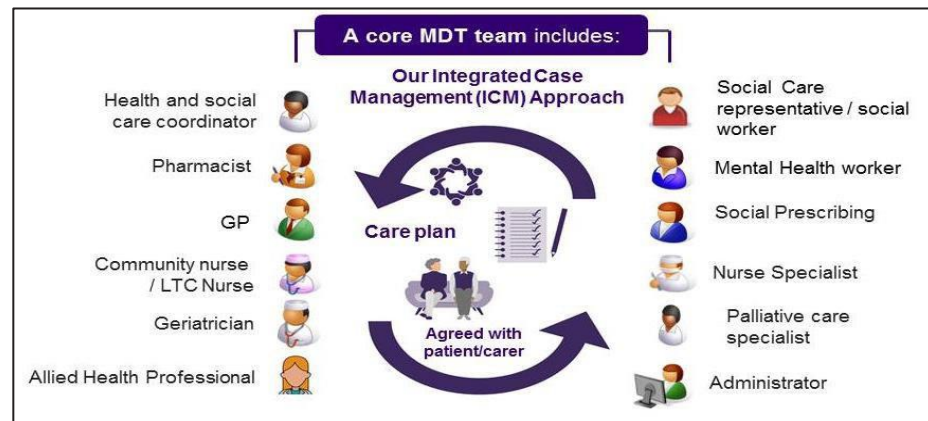 A core MDT team includes:
Our Integrated Case
Management (ICM) Approach
Health and social
care coordinator
Pharmacist
GP
Community nurse
/ LTC Nurse
Geriatrician
Allied Health Professional
Care plan
Agreed with
patient/carer
Social Care
representative / social
worker
Mental Health worker
Social Prescribing
Nurse Specialist
Palliative care
specialist
Administrator